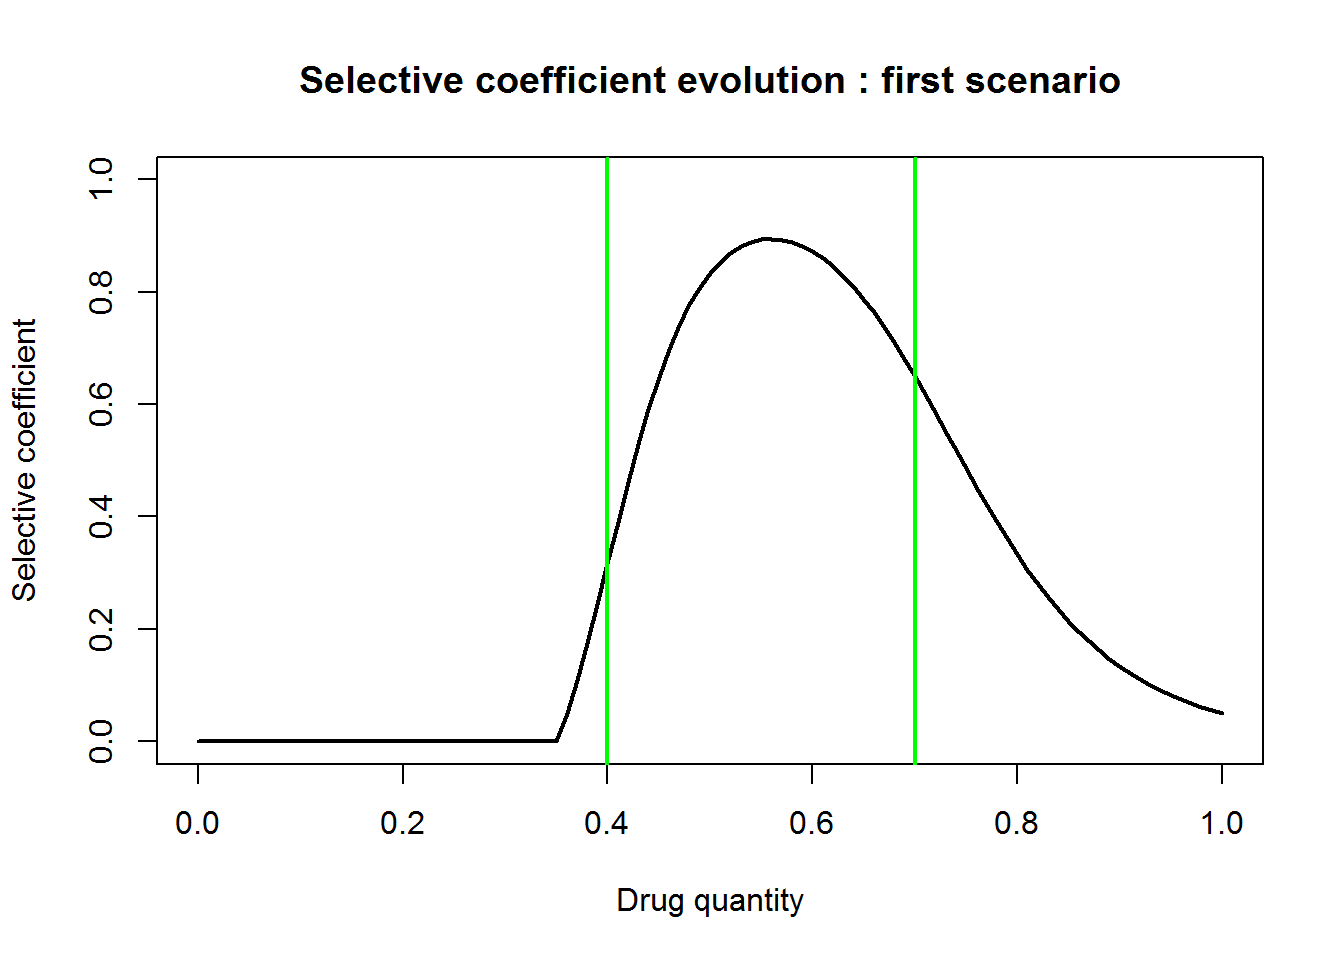 Selective coefficient evolution : first scenario
Selective coefficient
1.0
0.8
0.6
0.4
0.2
0.0
0.0 0.2 0.4 0.6 0.8 1.0
Drug quantity